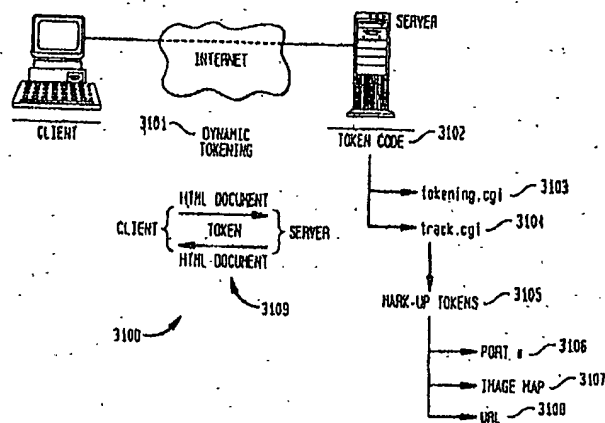 SERVER
INTERNET
CLIENT
3101
DYNAMIC
TOKENING
TOKEN CODE
3102
tokening.cgi
3103
track.cgi
3104
HTML DOCUMENT
CLIENT
TOKEN
SERVER
HTML DOCUMENT
3109
3100
MARK-UP TOKENS
3105
PORT #
3106
IMAGE MAP
3107
URL
3108